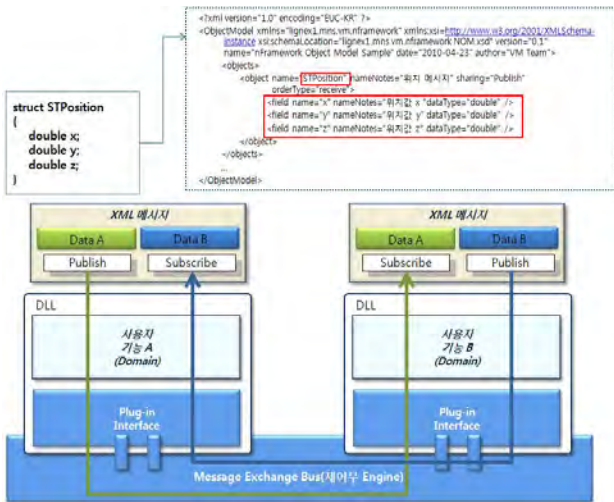 <?xml version="1.0" encoding="EUC-KR" ?>
<ObjectModel xmlns="lignex1.mns.vm.nframework" xmlns:xsi=http://www.w3.org/2001/XMLSchema-
instance xsi:schemaLocation="lignex1.mns.vm.nframework NOM.xsd" version="0.1"
name="nFramework Object Model Sample" date="2010-04-23" author="VM Team">
<objects>
<object name="STPosition" nameNotes="위치 메시지" sharing="Publish"
orderType="receive">
<field name="x" nameNotes="위치값 x" dataType="double" />
<field name="y" nameNotes="위치값 y" dataType="double" />
<field name="z" nameNotes="위치값 z" dataType="double" />
</object>
</objects>
...
</ObjectModel>
struct STPosition
{
double x;
double y;
double z;
}
XML 메시지
Data A
Data B
Publish
Subscribe
DLL
사용자
기능 A
(Domain)
Plug-in
Interface
XML 메시지
Data A
Data B
Subscribe
Publish
DLL
사용자
기능 B
(Domain)
Plug-in
Interface
Message Exchange Bus(체어부 Engine)